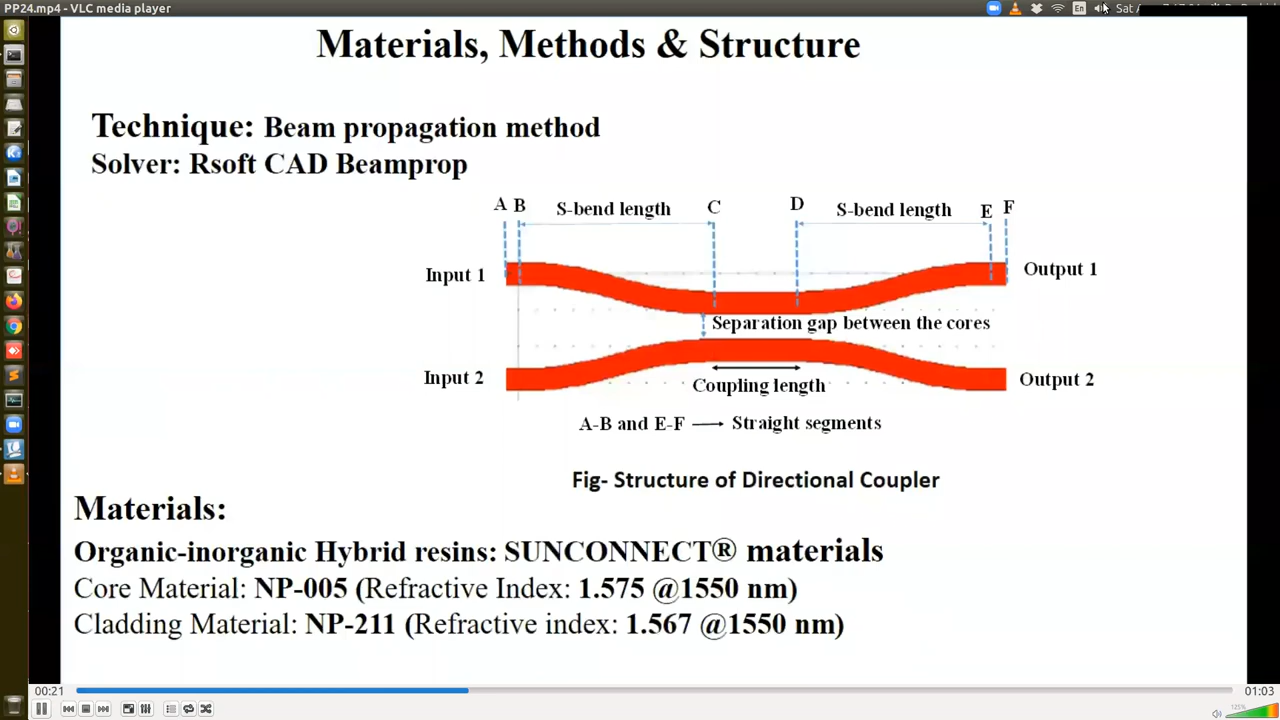 PP24.mp4 - VLC media player
En
Sat
Materials, Methods & Structure
Technique: Beam propagation method
Solver: Rsoft CAD Beamprop
A B S-bend length C D S-bend length E F
Input 1
Output 1
Separation gap between the cores
Input 2
Output 2
Coupling length
A-B and E-F → Straight segments
Fig- Structure of Directional Coupler
Materials:
Organic-inorganic Hybrid resins: SUNCONNECT® materials
Core Material: NP-005 (Refractive Index: 1.575 @1550 nm)
Cladding Material: NP-211 (Refractive index: 1.567 @1550 nm)
00:21
01:03
125%